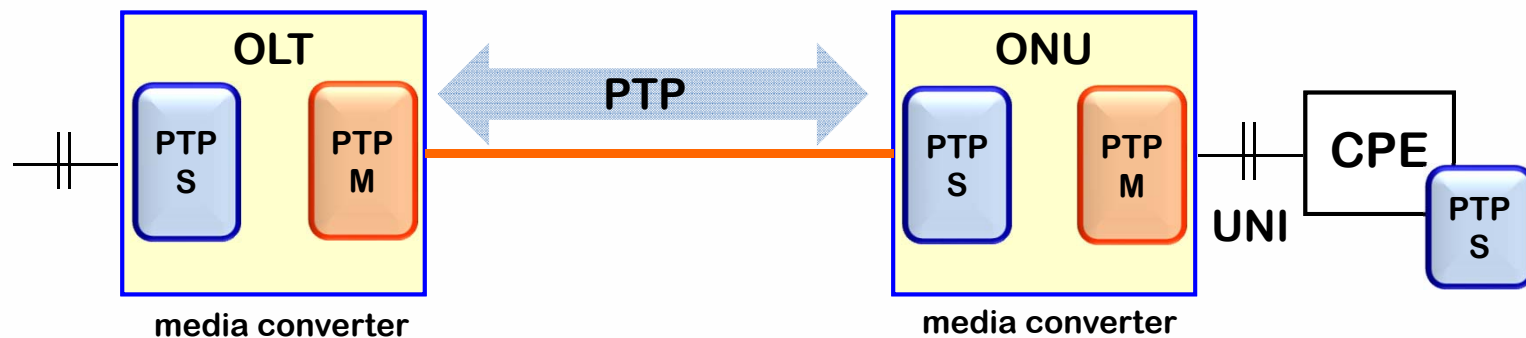 OLT
ONU
PTP
PTP
S
PTP
M
PTP
S
PTP
M
CPE
PTP
S
UNI
media converter
media converter